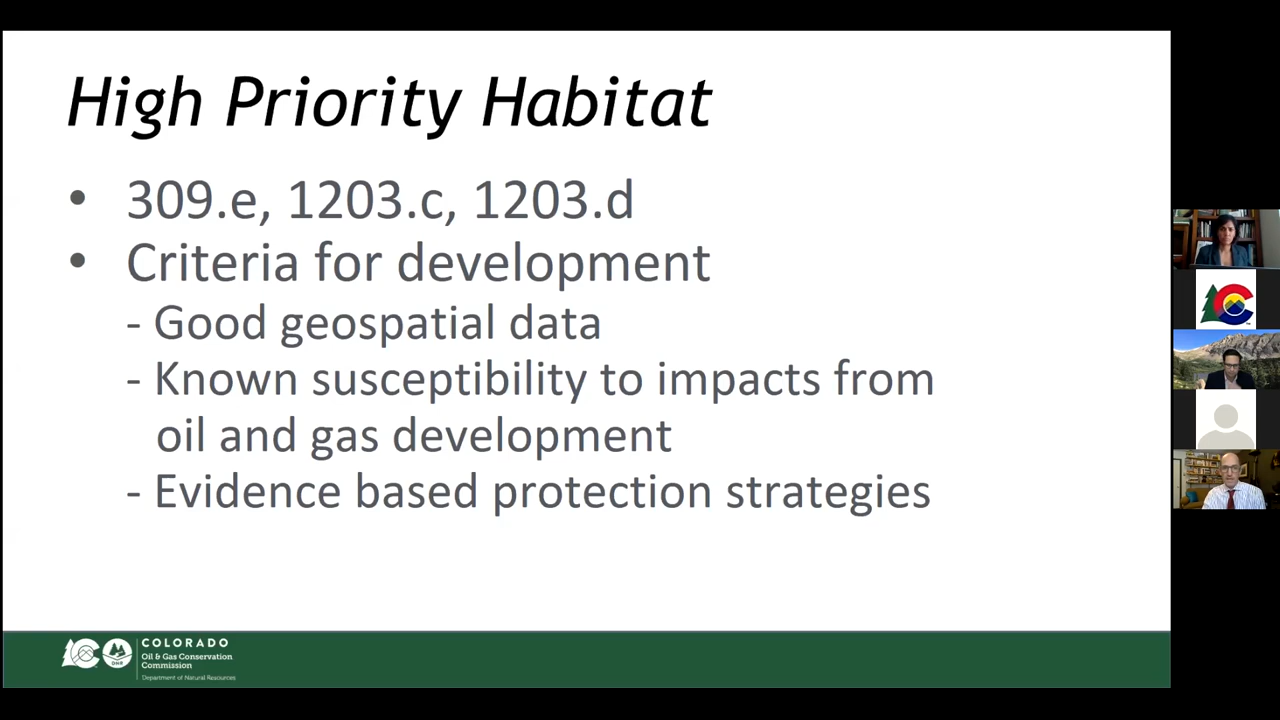 High Priority Habitat
• 309.e, 1203.c, 1203.d
• Criteria for development
- Good geospatial data
- Known susceptibility to impacts from
oil and gas development
- Evidence based protection strategies
COLORADO
Oil & Gas Conservation
Commission
Department of Natural Resources
DNR